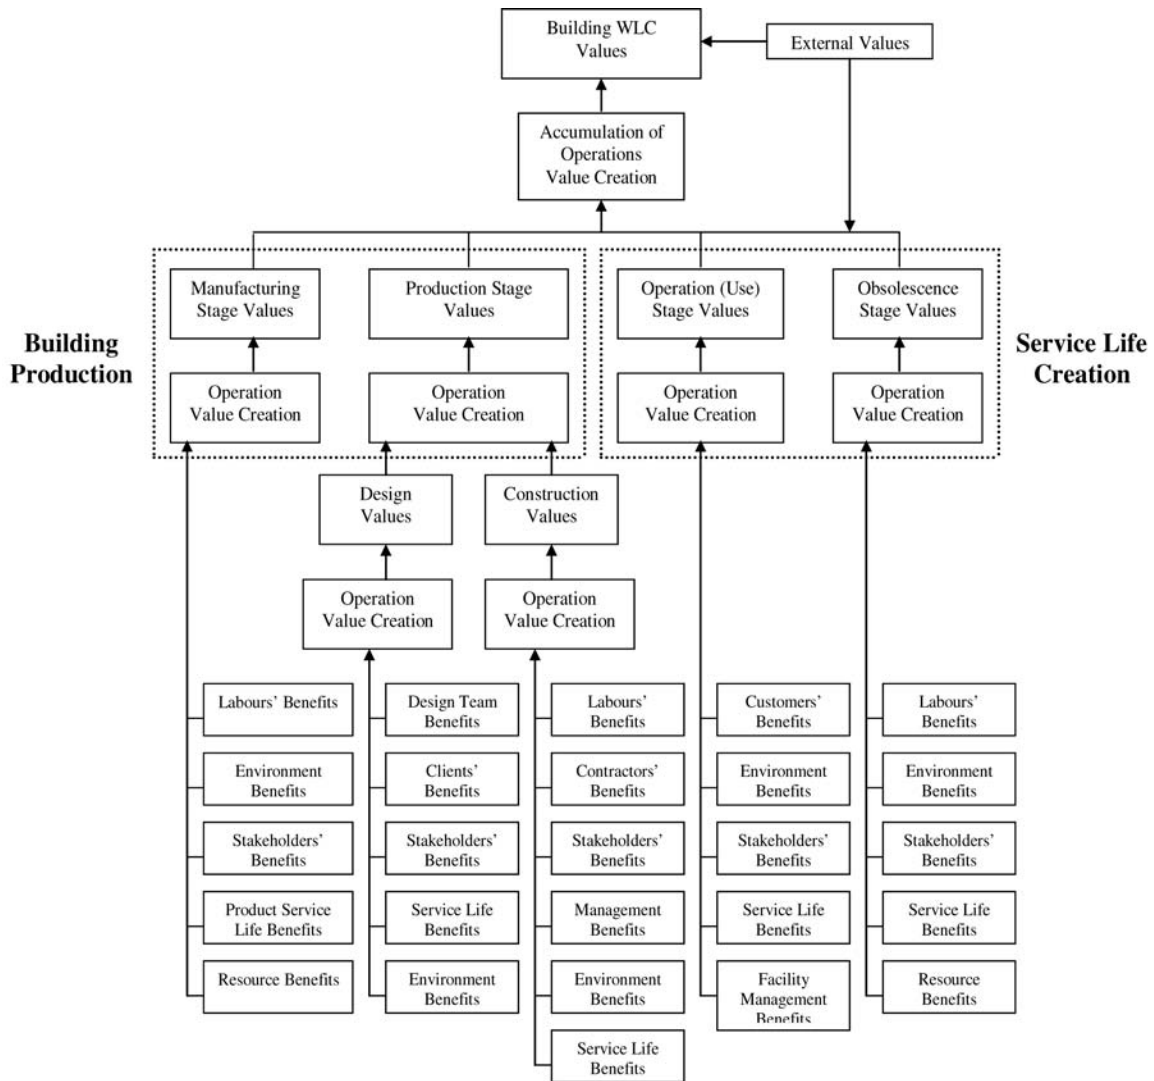 Building WLC
Values
External Values
Accumulation of
Operations
Value Creation
Manufacturing
Stage Values
Production Stage
Values
Operation (Use)
Stage Values
Obsolescence
Stage Values
Building
Production
Service Life
Creation
Operation
Value Creation
Operation
Value Creation
Operation
Value Creation
Operation
Value Creation
Design
Values
Construction
Values
Operation
Value Creation
Operation
Value Creation
Labours' Benefits
Environment
Benefits
Stakeholders'
Benefits
Product Service
Life Benefits
Resource Benefits
Design Team
Benefits
Clients'
Benefits
Stakeholders'
Benefits
Service Life
Benefits
Environment
Benefits
Labours'
Benefits
Contractors'
Benefits
Stakeholders'
Benefits
Management
Benefits
Environment
Benefits
Service Life
Benefits
Customers'
Benefits
Environment
Benefits
Stakeholders'
Benefits
Service Life
Benefits
Facility
Management
Benefits
Labours'
Benefits
Environment
Benefits
Stakeholders'
Benefits
Service Life
Benefits
Resource
Benefits